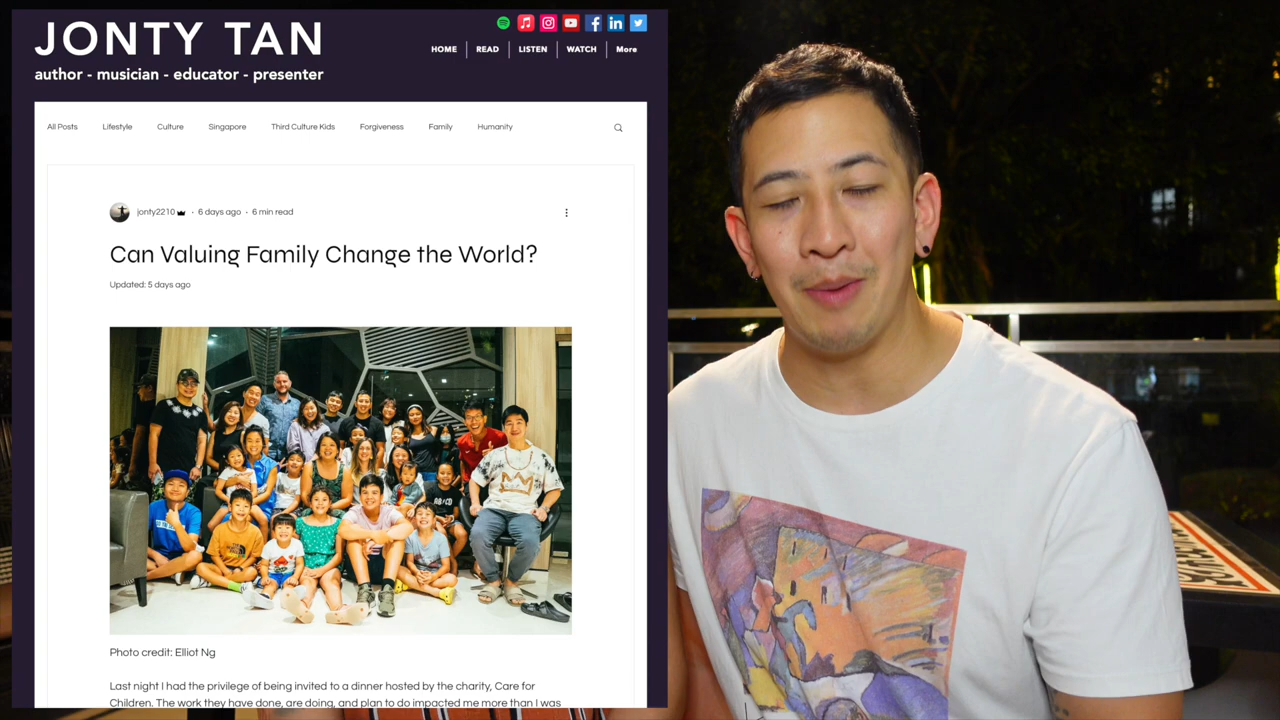 JONTY TAN
author - musician - educator - presenter
HOME READ LISTEN WATCH More
All Posts Lifestyle Culture Singapore Third Culture Kids Forgiveness Family Humanity
jonty2210 · 6 days ago · 6 min read
Can Valuing Family Change the World?
Updated: 5 days ago
Photo credit: Elliot Ng
Last night I had the privilege of being invited to a dinner hosted by the charity, Care for
Children. The work they have done, are doing, and plan to do impacted me more than I was